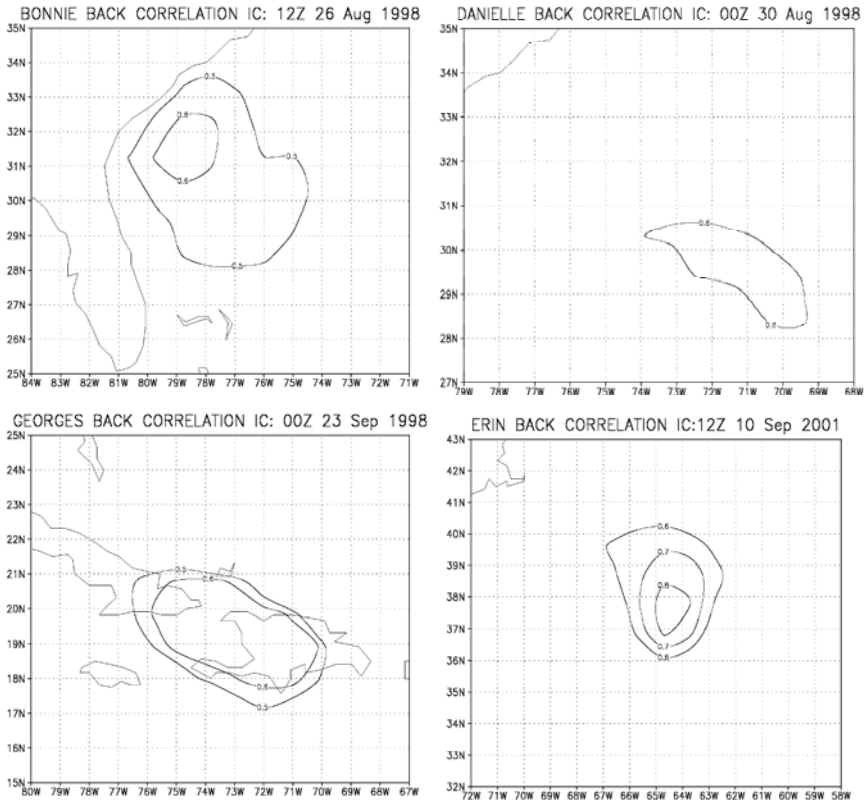 BONNIE BACK CORRELATION IC: 12Z 26 Aug 1998
35N
34N
0.5
33N
0.6
32N
0.5
31N
0.6
30N
29N
0.5
28N
27N
26N
25N
84W 83W 82W 81W 80W 79W 78W 77W 76W 75W 74W 73W 72W 71W
DANIELLE BACK CORRELATION IC: 00Z 30 Aug 1998
35N
34N
33N
32N
31N
0.6
30N
29N
0.6
28N
27N
79W 78W 77W 76W 75W 74W 73W 72W 71W 70W 69W 68W
GEORGES BACK CORRELATION IC: 00Z 23 Sep 1998
25N
24N
23N
22N
0.5
21N
0.6
20N
19N
18N
0.6
0.5
17N
16N
15N
80W 79W 78W 77W 76W 75W 74W 73W 72W 71W 70W 69W 68W 67W
ERIN BACK CORRELATION IC:12Z 10 Sep 2001
43N
42N
41N
0.6
40N
0.7
39N
0.8
38N
37N
0.7
0.6
36N
35N
34N
33N
32N
72W 71W 70W 69W 68W 67W 66W 65W 64W 63W 62W 61W 60W 59W 58W